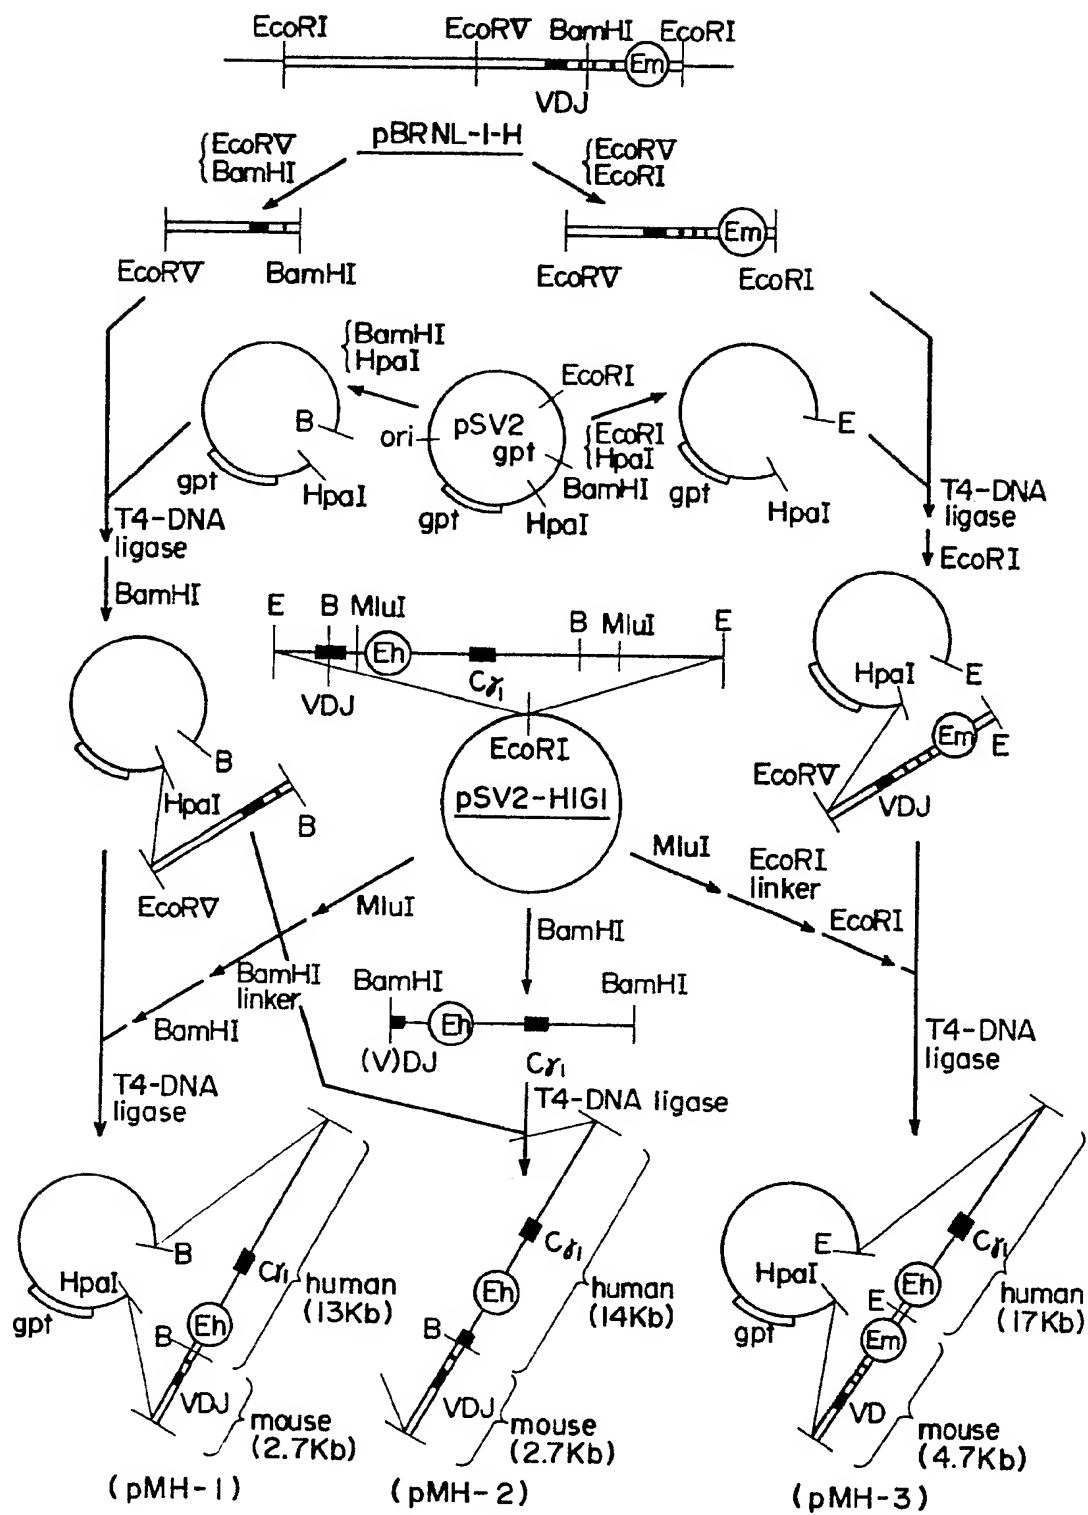 EcoRI EcoRV BamHI EcoRI
Em
VDJ
pBRNL-I-H
EcoRV
BamHI
EcoRV
EcoRI
Em
EcoRV BamHI
EcoRV EcoRI
BamHI
HpaI
EcoRI
B
ori
pSV2
gpt
EcoRI
HpaI
E
gpt
HpaI
BamHI
gpt
HpaI
gpt
HpaI
T4-DNA
ligase
T4-DNA
ligase
BamHI
EcoRI
E B MluI B MluI E
Eh
Cγ1
VDJ
EcoRI
pSV2-HIGI
B
HpaI
B
EcoRV
HpaI
E
Em
E
EcoRV
VDJ
MluI
EcoRI
linker
EcoRI
MluI
BamHI
linker
BamHI
BamHI
BamHI BamHI
Eh
(V)DJ
Cγ1
T4-DNA
ligase
T4-DNA ligase
T4-DNA
ligase
B
HpaI
gpt
Cγ1
Eh
B
VDJ
human
(13Kb)
mouse
(2.7Kb)
(pMH-1)
Cγ1
Eh
B
VDJ
human
(14Kb)
mouse
(2.7Kb)
(pMH-2)
E
HpaI
gpt
Cγ1
Eh
E
Em
VD
human
(17Kb)
mouse
(4.7Kb)
(pMH-3)